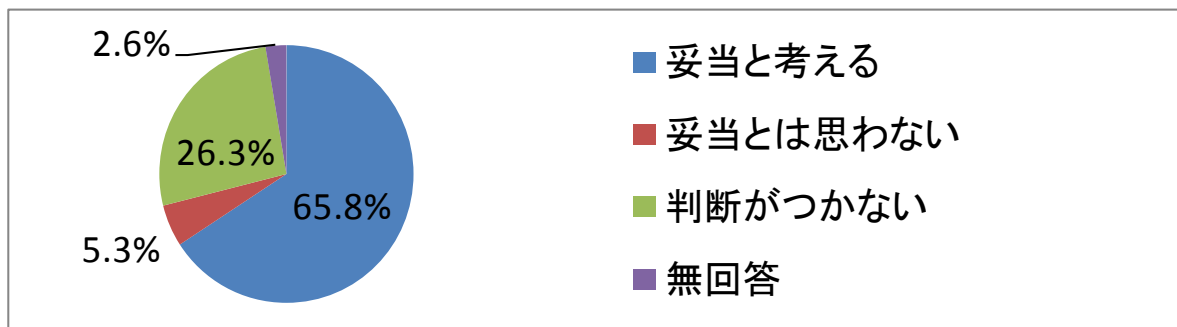 2.6%
26.3%
65.8%
5.3%
妥当と考える
妥当とは思わない
判断がつかない
無回答